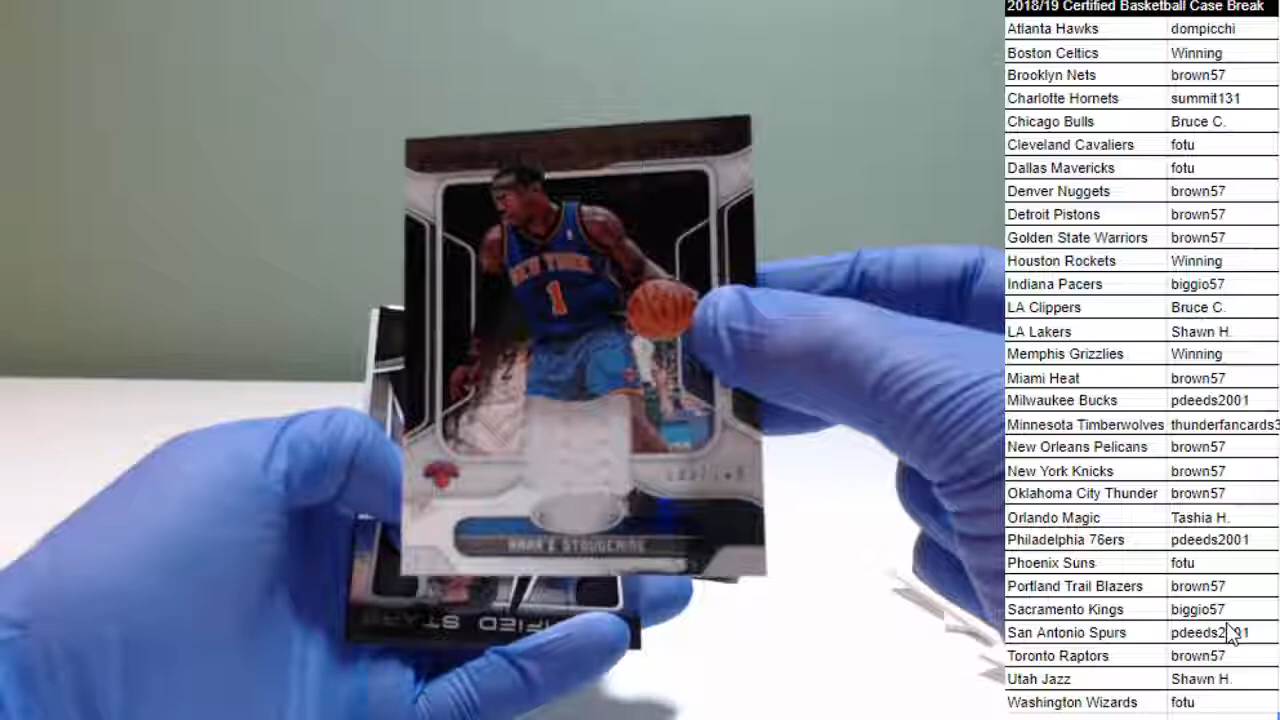 2018/19 Certified Basketball Case Break
Atlanta Hawks dompicchi
Boston Celtics Winning
Brooklyn Nets brown57
Charlotte Hornets summit131
Chicago Bulls Bruce C.
Cleveland Cavaliers fotu
Dallas Mavericks fotu
Denver Nuggets brown57
Detroit Pistons brown57
Golden State Warriors brown57
Houston Rockets Winning
Indiana Pacers biggio57
LA Clippers Bruce C.
LA Lakers Shawn H.
Memphis Grizzlies Winning
Miami Heat brown57
Milwaukee Bucks pdeeds2001
Minnesota Timberwolves thunderfancards3
New Orleans Pelicans brown57
New York Knicks brown57
Oklahoma City Thunder brown57
Orlando Magic Tashia H.
Philadelphia 76ers pdeeds2001
Phoenix Suns fotu
Portland Trail Blazers brown57
Sacramento Kings biggio57
San Antonio Spurs pdeeds2001
Toronto Raptors brown57
Utah Jazz Shawn H.
Washington Wizards fotu
NEW YORK
1
STOUDEMIRE